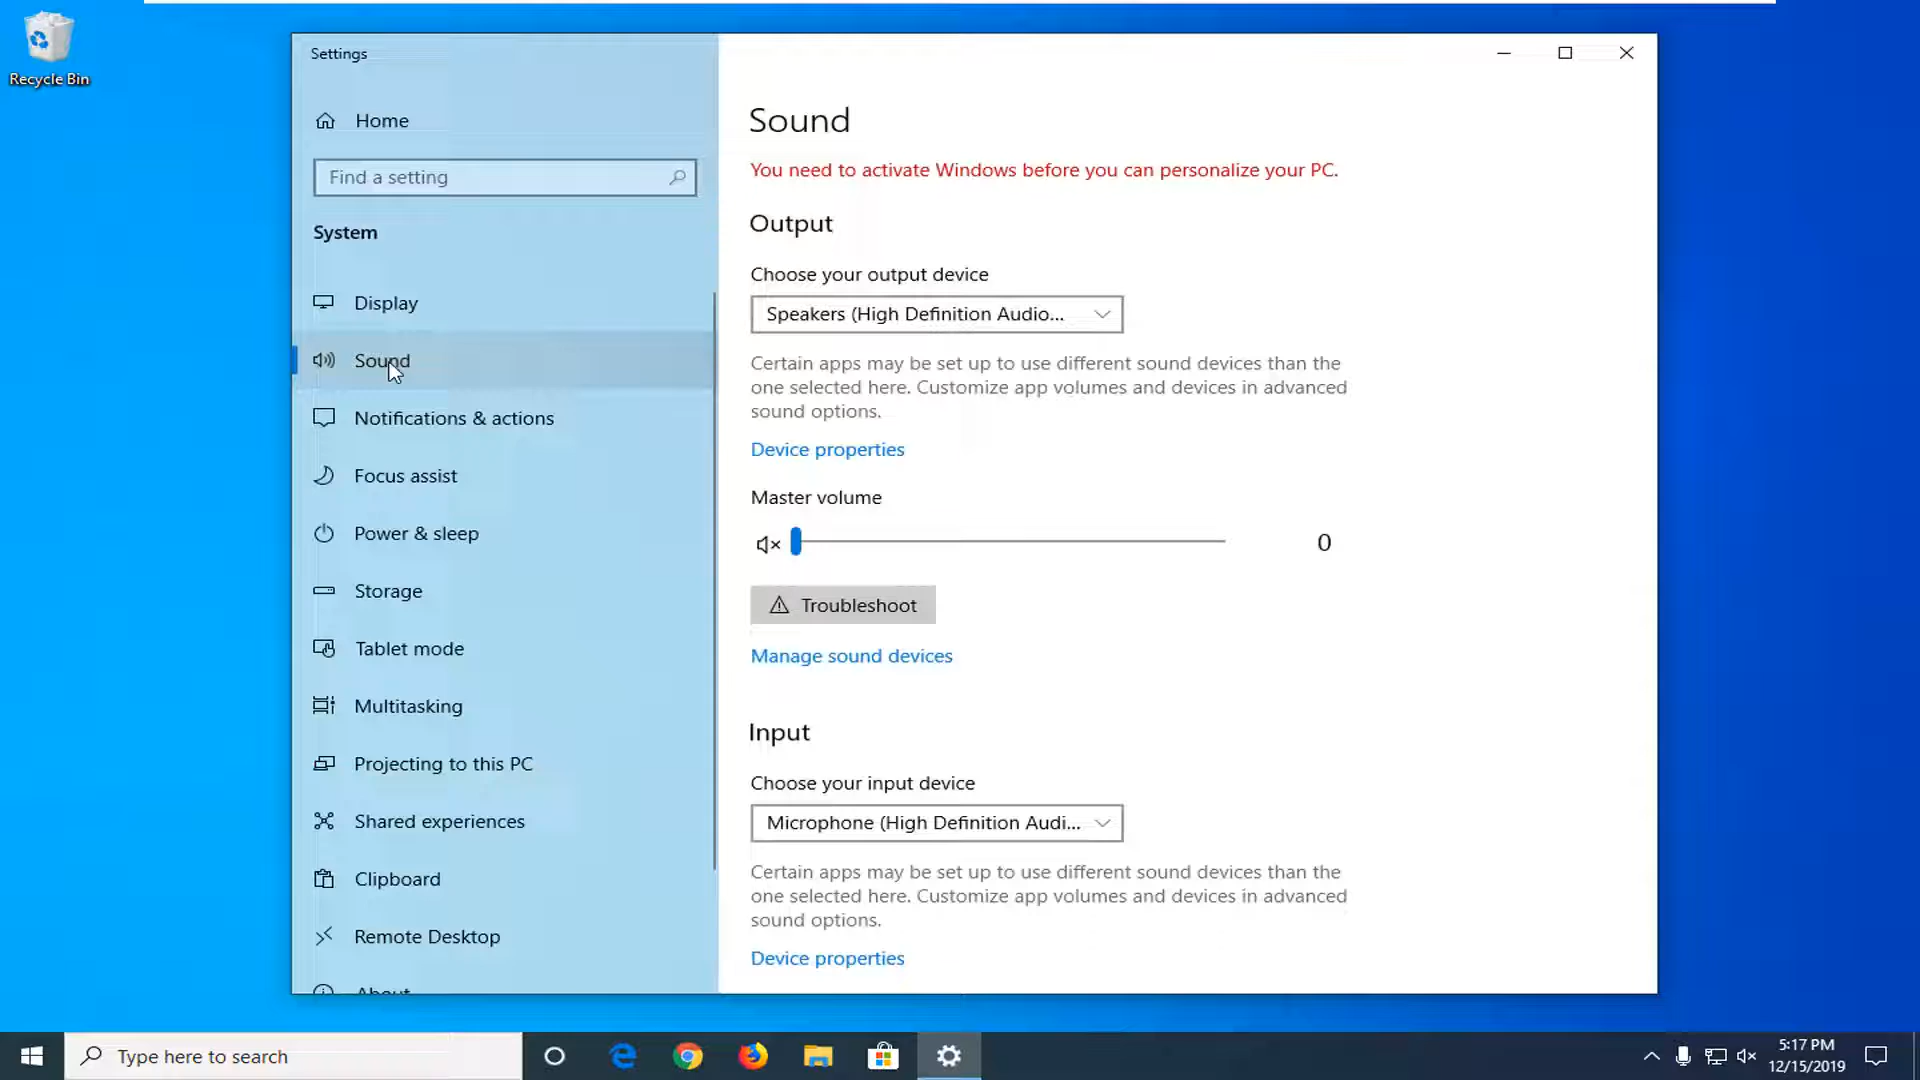 Recycle Bin
Settings
Home
Find a setting
System
Display
Sound
Notifications & actions
Focus assist
Power & sleep
Storage
Tablet mode
Multitasking
Projecting to this PC
Shared experiences
Clipboard
Remote Desktop
About
Sound
You need to activate Windows before you can personalize your PC.
Output
Choose your output device
Speakers (High Definition Audio...
Certain apps may be set up to use different sound devices than the
one selected here. Customize app volumes and devices in advanced
sound options.
Device properties
Master volume
0
Troubleshoot
Manage sound devices
Input
Choose your input device
Microphone (High Definition Audi...
Certain apps may be set up to use different sound devices than the
one selected here. Customize app volumes and devices in advanced
sound options.
Device properties
Type here to search
5:17 PM
12/15/2019